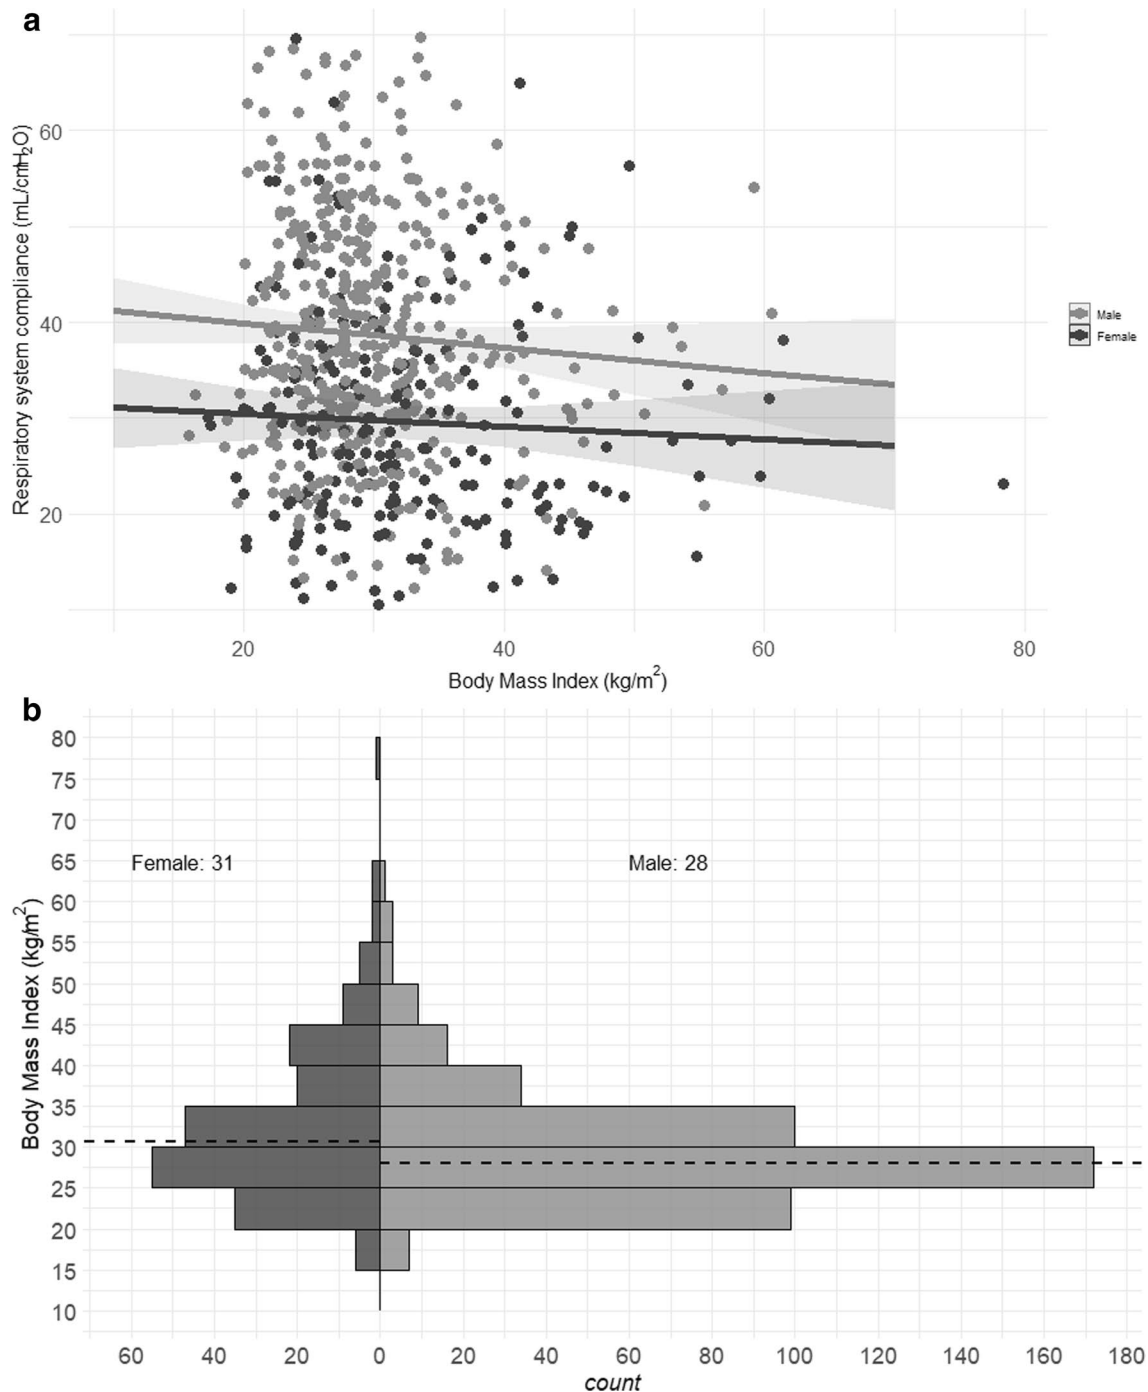 a
60
40
20
Respiratory system compliance (mL/cmH₂O)
Male
Female
20 40 60 80
Body Mass Index (kg/m²)
b
80
75
70
65
60
55
50
45
40
35
30
25
20
15
10
Body Mass Index (kg/m²)
Female: 31 Male: 28
60 40 20 0 20 40 60 80 100 120 140 160 180
count